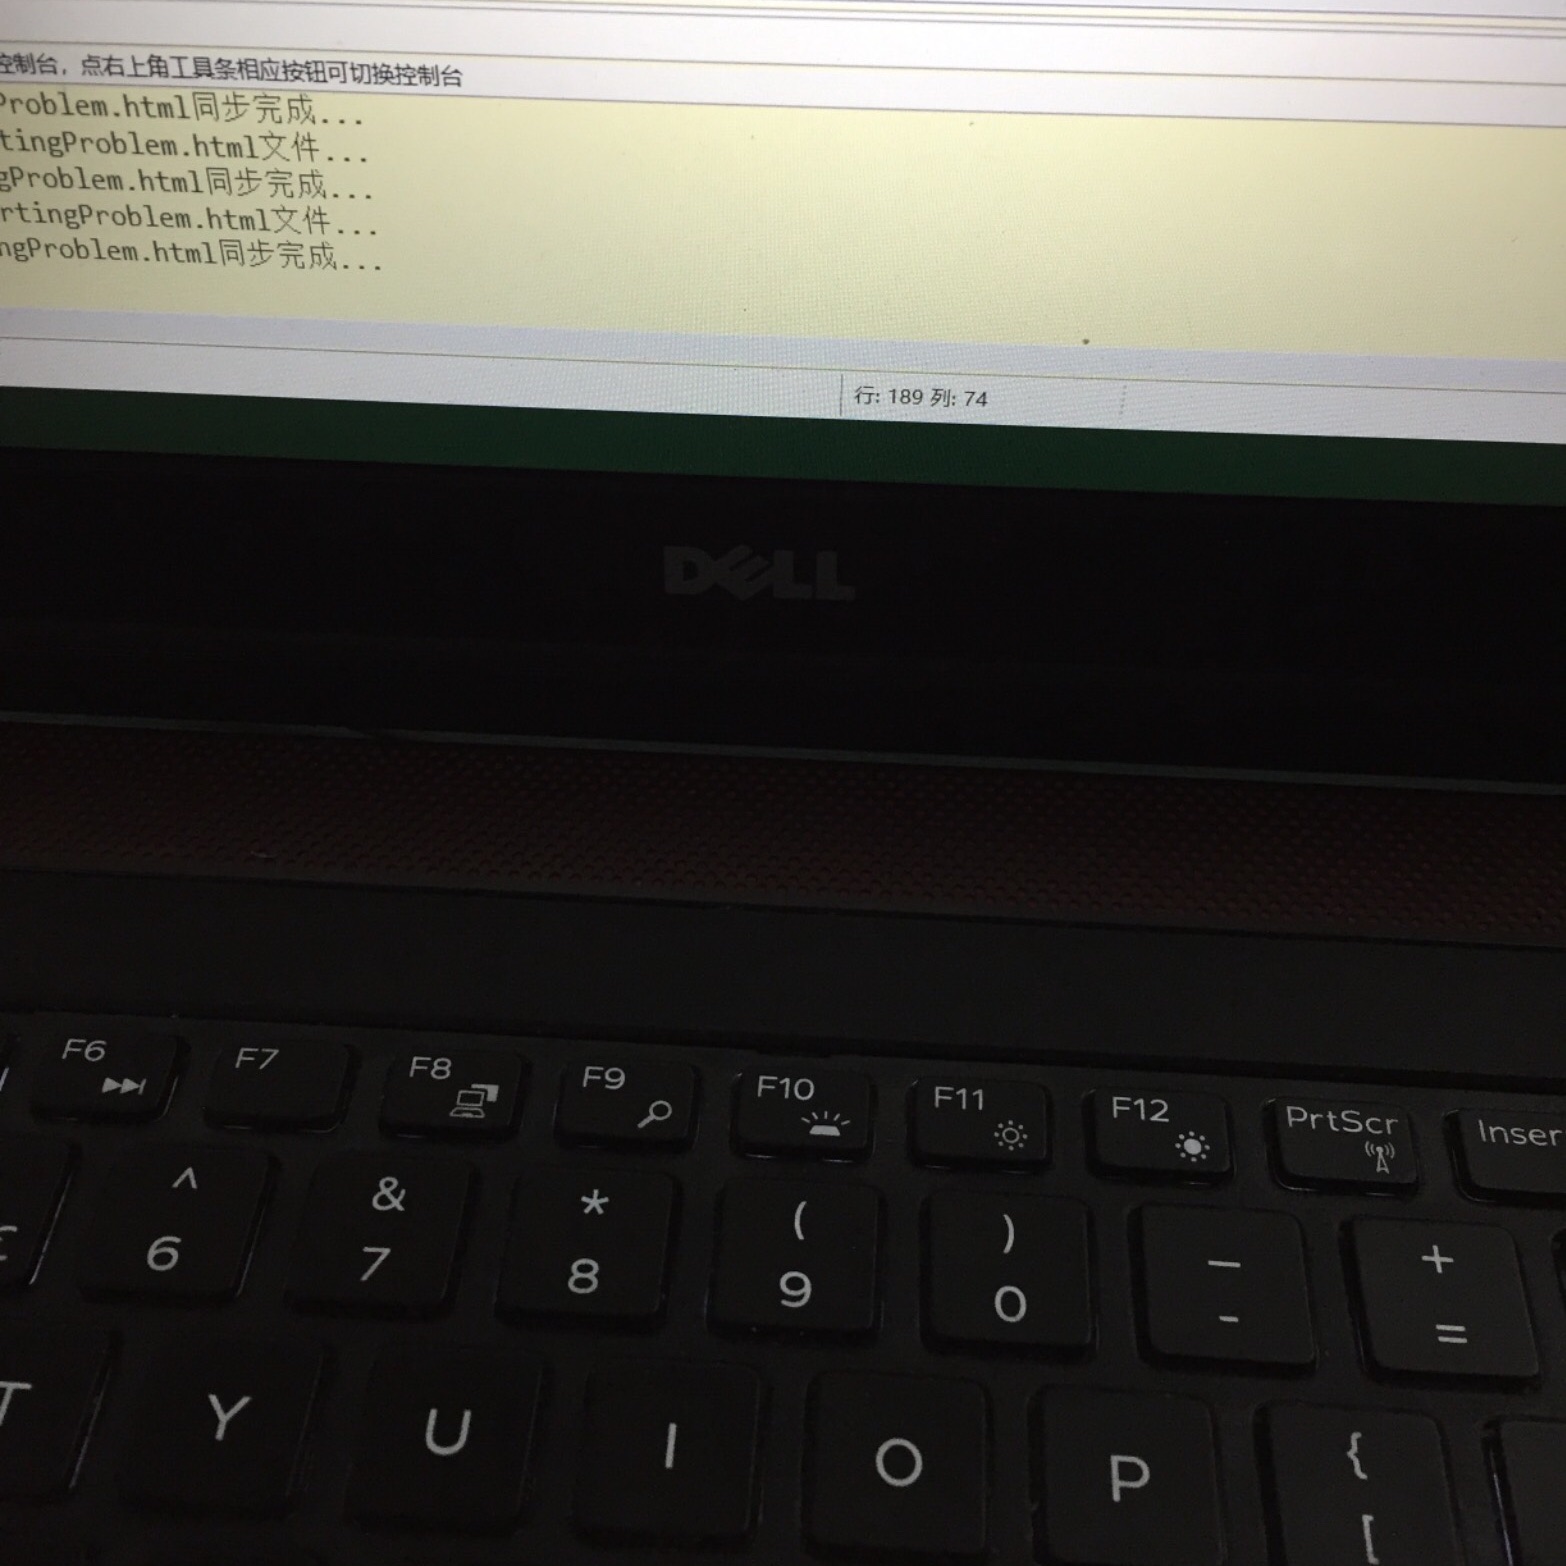 控制台，点右上角工具条相应按钮可切换控制台
Problem.html同步完成...
tingProblem.html文件...
gProblem.html同步完成...
rtingProblem.html文件...
ngProblem.html同步完成...
行: 189 列: 74
DELL
F6 F7 F8 F9 F10 F11 F12 PrtScr Inser
^ & * ( ) _ +
6 7 8 9 0 - =
T Y U I O P {
[